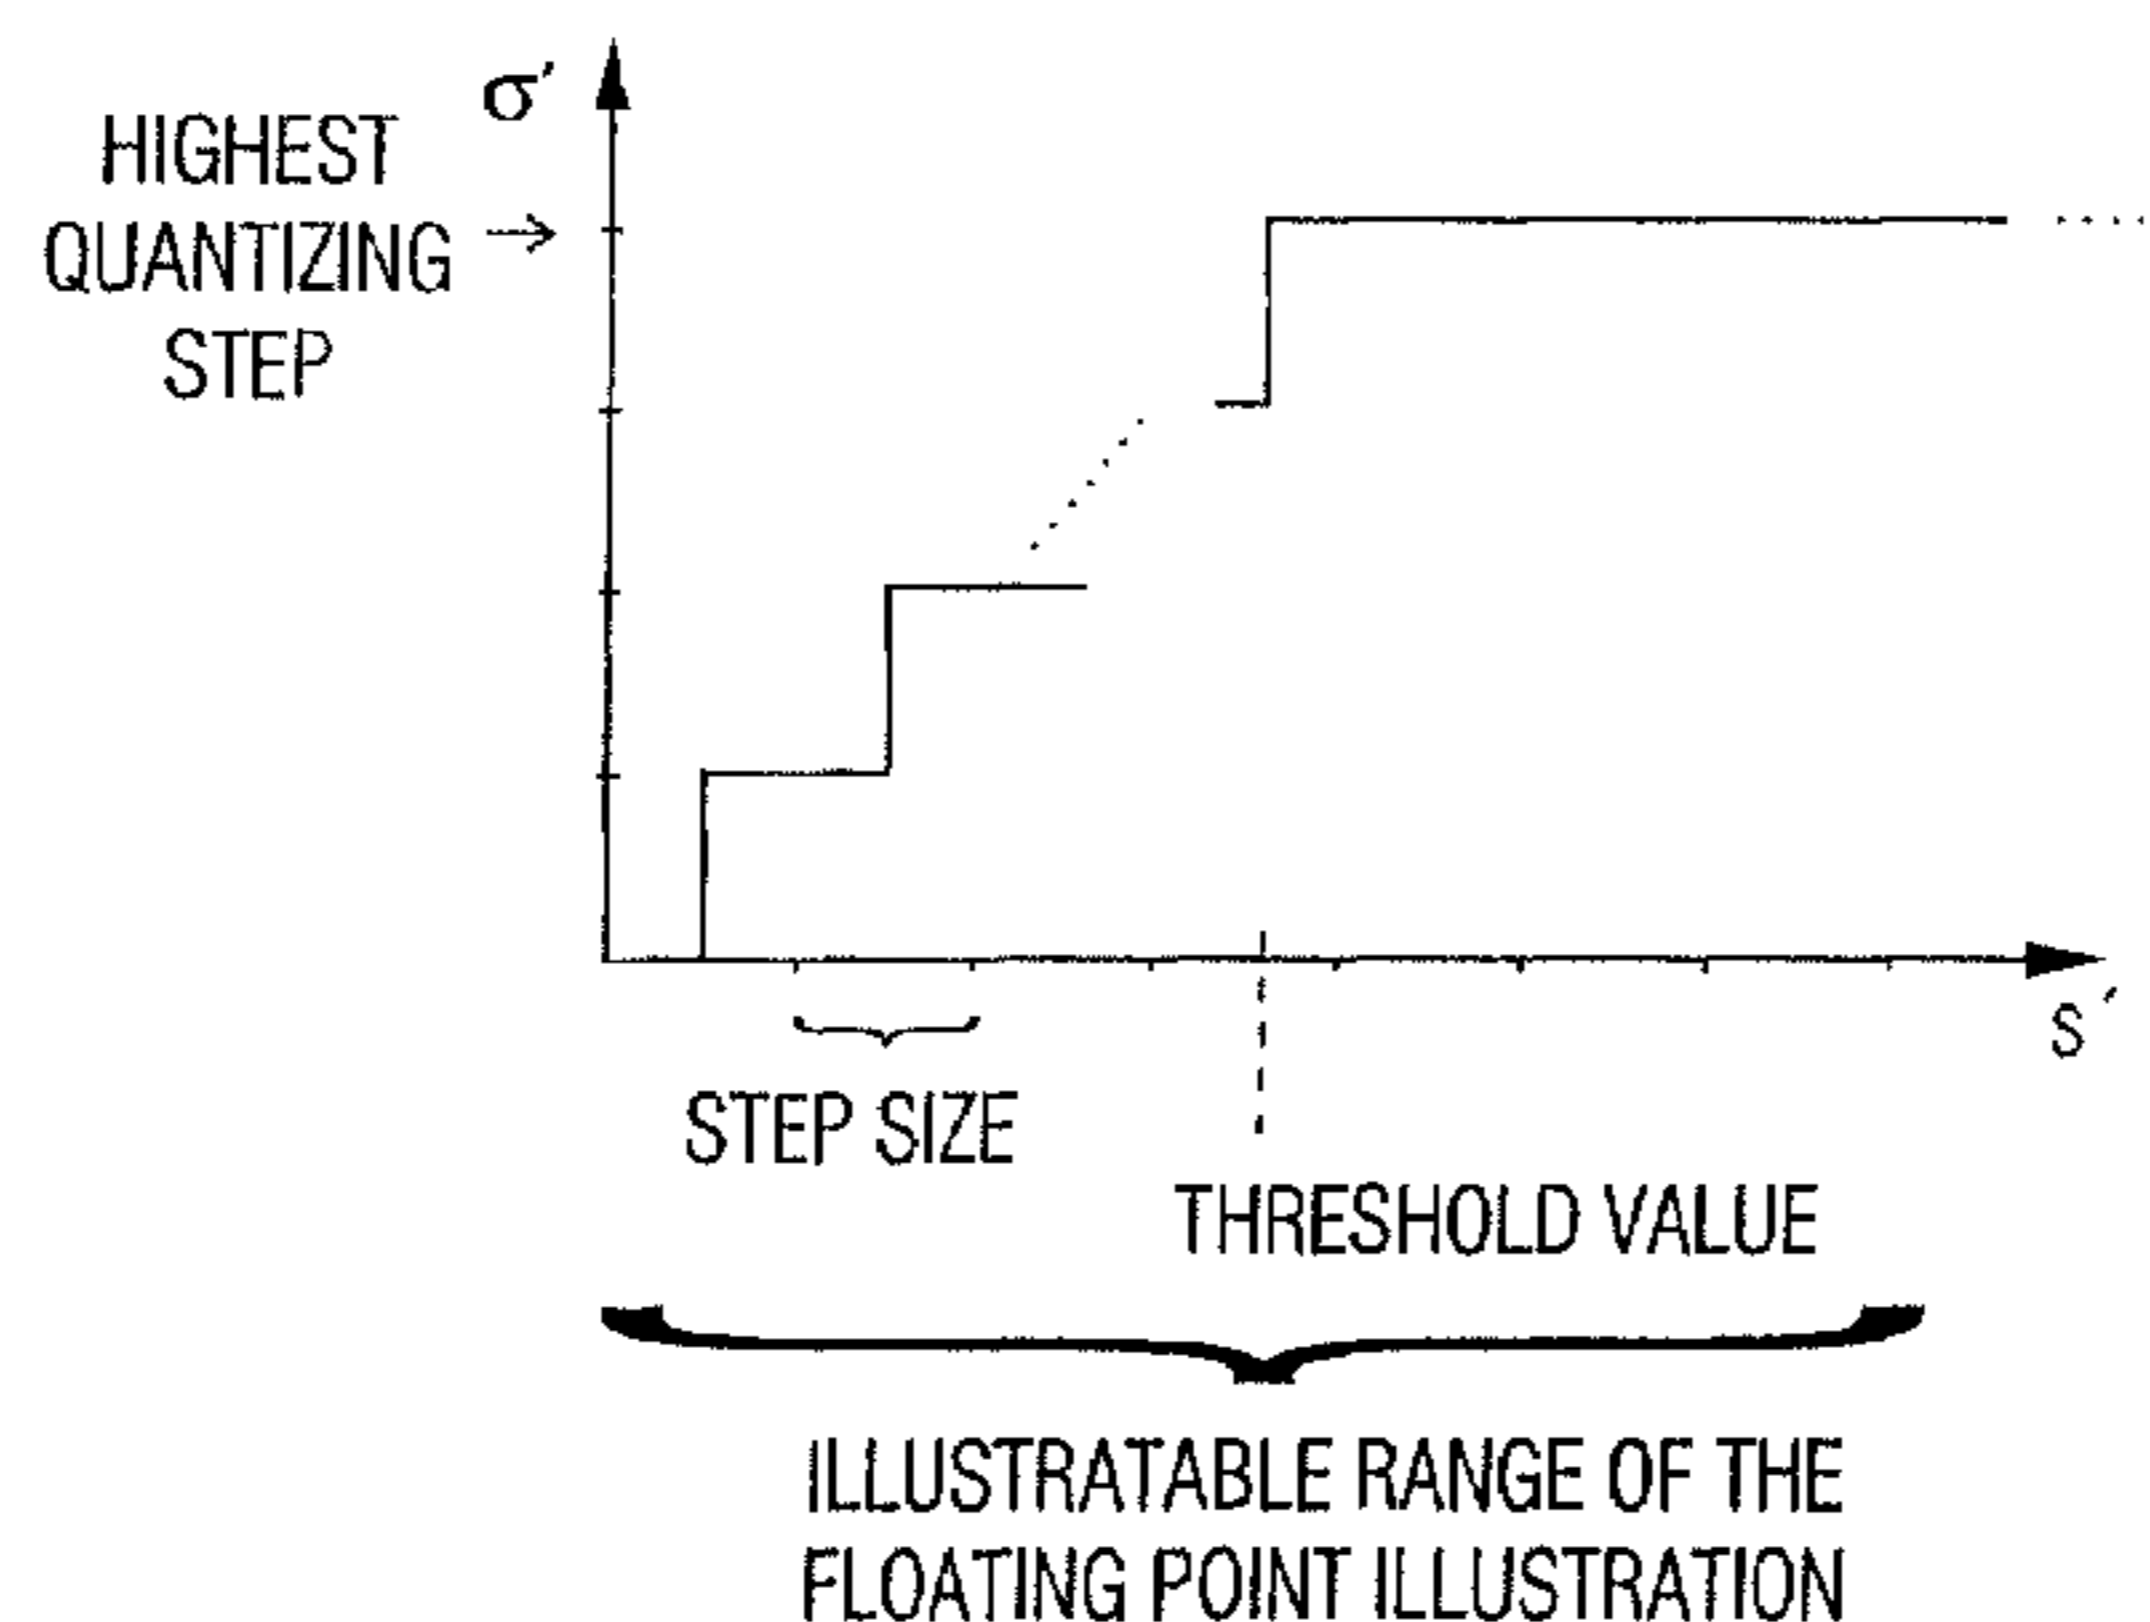 σ′
HIGHEST
QUANTIZING
STEP
s′
STEP SIZE
THRESHOLD VALUE
ILLUSTRATABLE RANGE OF THE
FLOATING POINT ILLUSTRATION